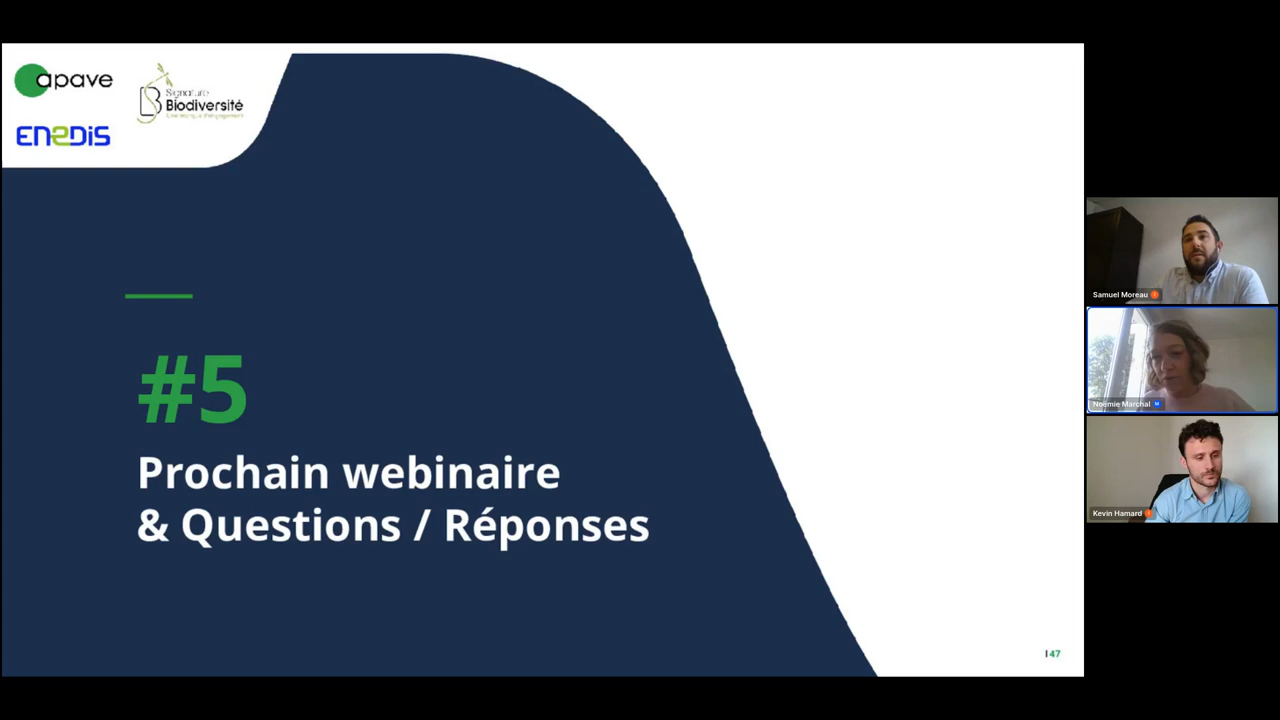 apave
Signature
Biodiversité
ENEDIS
#5
Prochain webinaire
& Questions / Réponses
47
Samuel Moreau
Noémie Marchal
M
Kevin Hamard